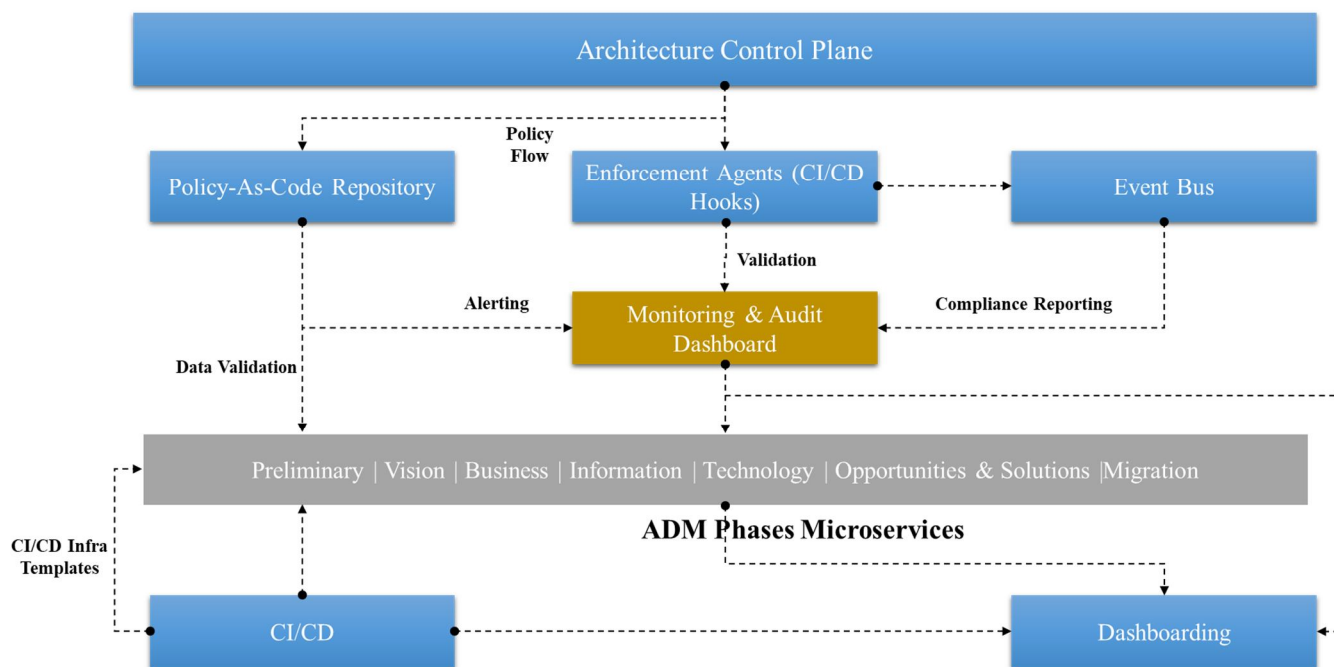 Architecture Control Plane
Policy
Flow
Policy-As-Code Repository
Enforcement Agents (CI/CD
Hooks)
Event Bus
Validation
Alerting
Monitoring & Audit
Dashboard
Compliance Reporting
Data Validation
Preliminary | Vision | Business | Information | Technology | Opportunities & Solutions |Migration
ADM Phases Microservices
CI/CD Infra
Templates
CI/CD
Dashboarding